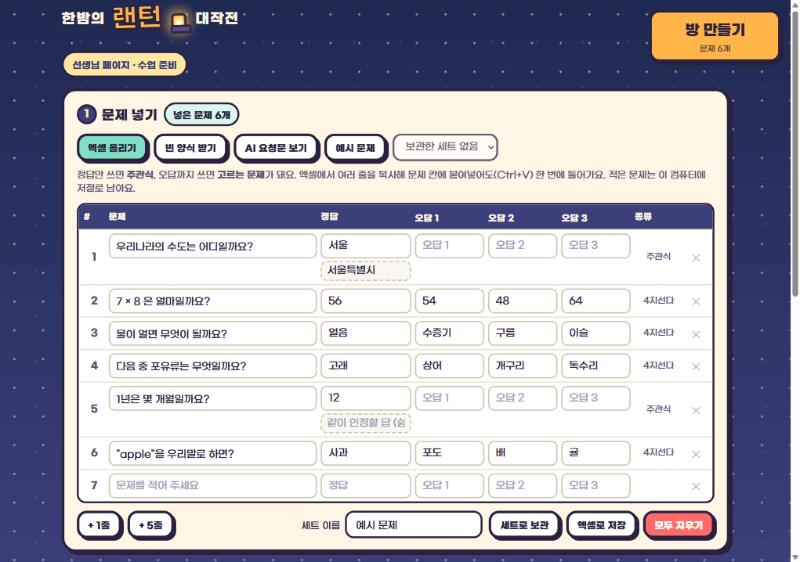 한밤의 랜턴 대작전
방 만들기
문제 6개
선생님 페이지 · 수업 준비
1 문제 넣기 넣은 문제 6개
엑셀 올리기 빈 양식 받기 AI 요청문 보기 예시 문제 보관한 세트 없음
정답만 쓰면 주관식, 오답까지 쓰면 고르는 문제가 돼요. 엑셀에서 여러 줄을 복사해 문제 칸에 붙여넣어도(Ctrl+V) 한 번에 들어가요. 적은 문제는 이 컴퓨터에
저절로 남아요.
# 문제 정답 오답 1 오답 2 오답 3 종류
1 우리나라의 수도는 어디일까요? 서울 오답 1 오답 2 오답 3 주관식 ×
서울특별시
2 7 × 8 은 얼마일까요? 56 54 48 64 4지선다 ×
3 물이 얼면 무엇이 될까요? 얼음 수증기 구름 이슬 4지선다 ×
4 다음 중 포유류는 무엇일까요? 고래 상어 개구리 독수리 4지선다 ×
5 1년은 몇 개월일까요? 12 오답 1 오답 2 오답 3 주관식 ×
같이 인정할 답 (쉼
6 "apple"을 우리말로 하면? 사과 포도 배 귤 4지선다 ×
7 문제를 적어 주세요 정답 오답 1 오답 2 오답 3 ×
+ 1줄 + 5줄 세트 이름 예시 문제 세트로 보관 엑셀로 저장 모두 지우기